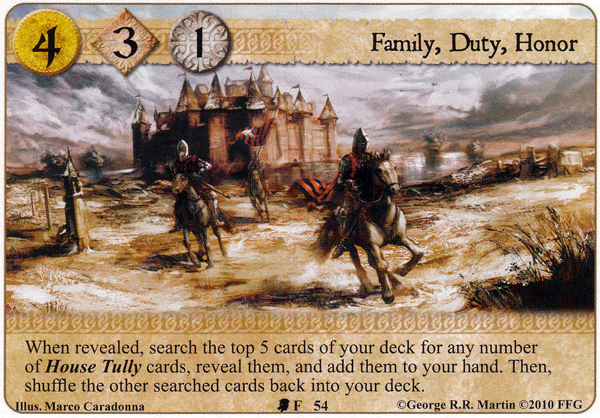 4 3 1 Family, Duty, Honor
When revealed, search the top 5 cards of your deck for any number
of House Tully cards, reveal them, and add them to your hand. Then,
shuffle the other searched cards back into your deck.
Illus. Marco Caradonna F 54 ©George R.R. Martin ©2010 FFG